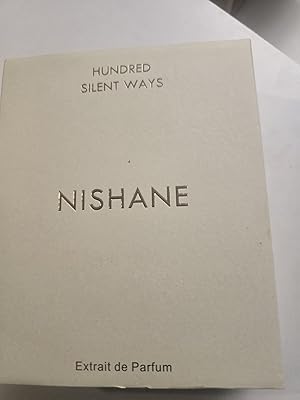 HUNDRED
SILENT WAYS
NISHANE
Extrait de Parfum